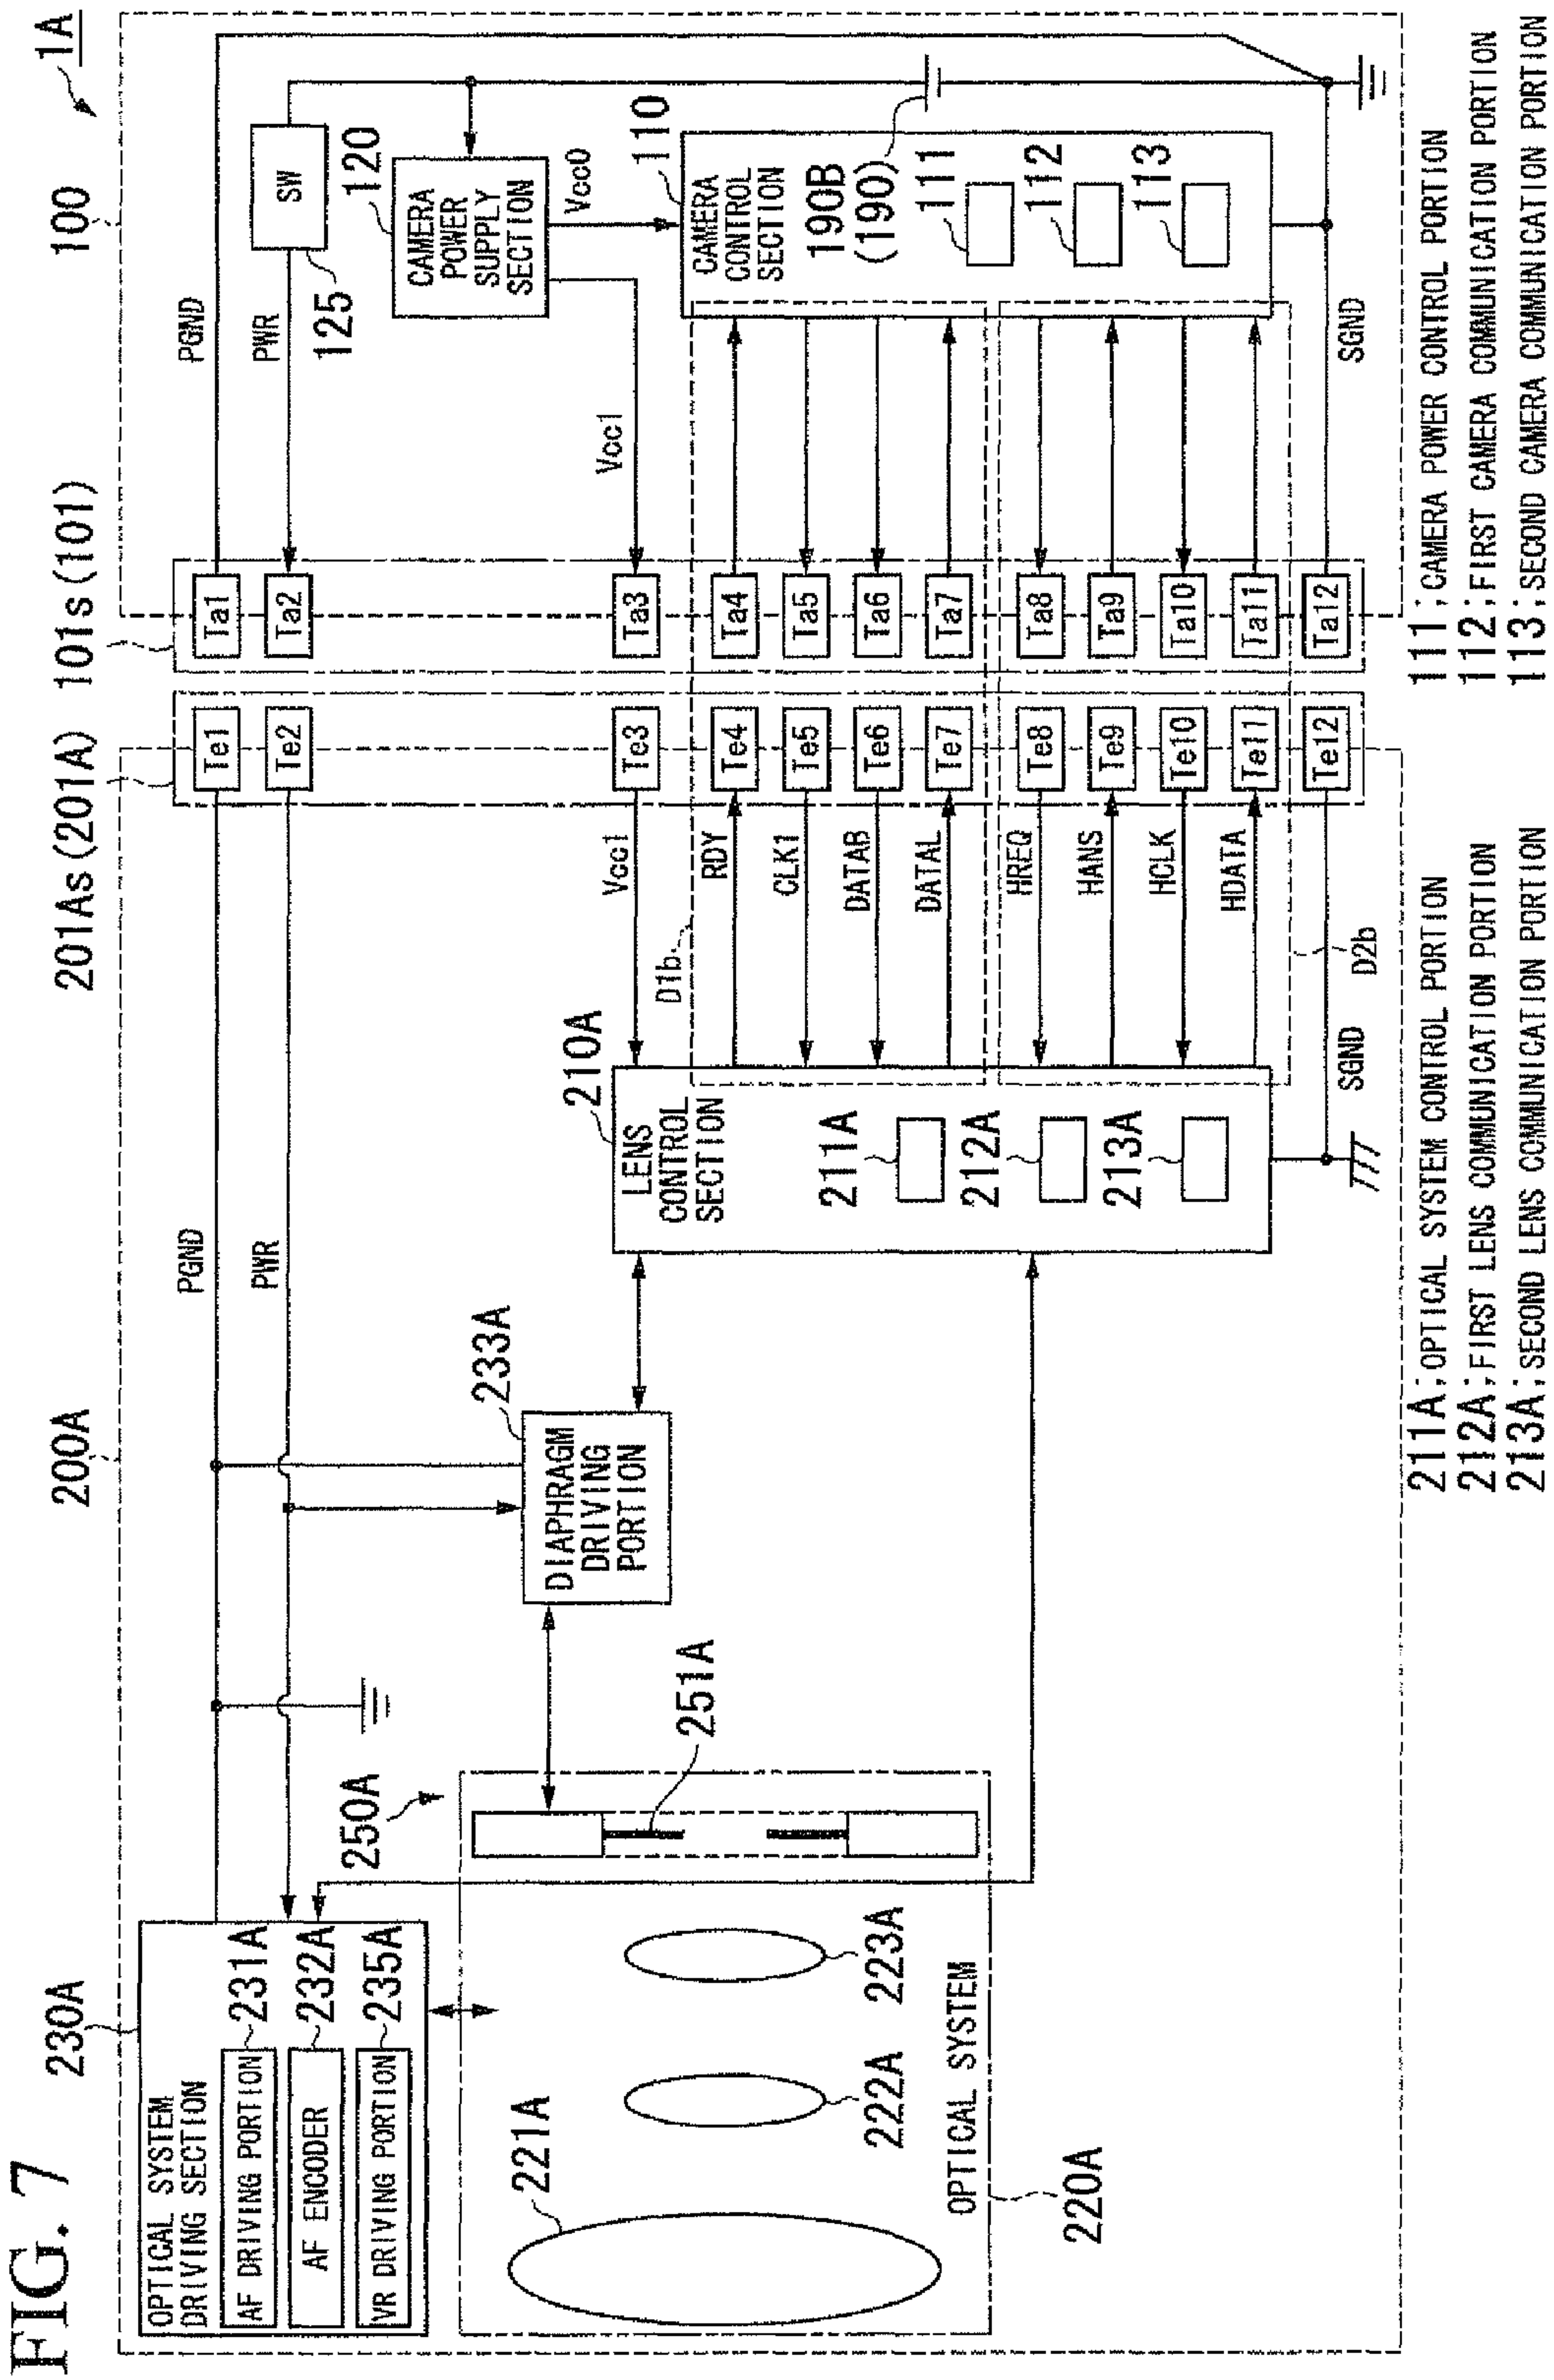 FIG. 7
1A
200A
201As(201A)
101s(101)
100
230A
OPTICAL SYSTEM
DRIVING SECTION
AF DRIVING PORTION
231A
AF ENCODER
232A
VR DRIVING PORTION
235A
PGND
PWR
250A
251A
221A
222A
223A
OPTICAL SYSTEM
220A
233A
DIAPHRAGM
DRIVING
PORTION
210A
LENS
CONTROL
SECTION
211A
212A
213A
Vcc1
D1b
RDY
CLK1
DATAB
DATAL
HREQ
HANS
HCLK
HDATA
D2b
SGND
Te1
Te2
Te3
Te4
Te5
Te6
Te7
Te8
Te9
Te10
Te11
Te12
Ta1
Ta2
Ta3
Ta4
Ta5
Ta6
Ta7
Ta8
Ta9
Ta10
Ta11
Ta12
PGND
PWR
SW
125
120
CAMERA
POWER
SUPPLY
SECTION
Vcc0
Vcc1
110
CAMERA
CONTROL
SECTION
190B
(190)
111
112
113
SGND
211A;OPTICAL SYSTEM CONTROL PORTION
212A;FIRST LENS COMMUNICATION PORTION
213A;SECOND LENS COMMUNICATION PORTION
111;CAMERA POWER CONTROL PORTION
112;FIRST CAMERA COMMUNICATION PORTION
113;SECOND CAMERA COMMUNICATION PORTION